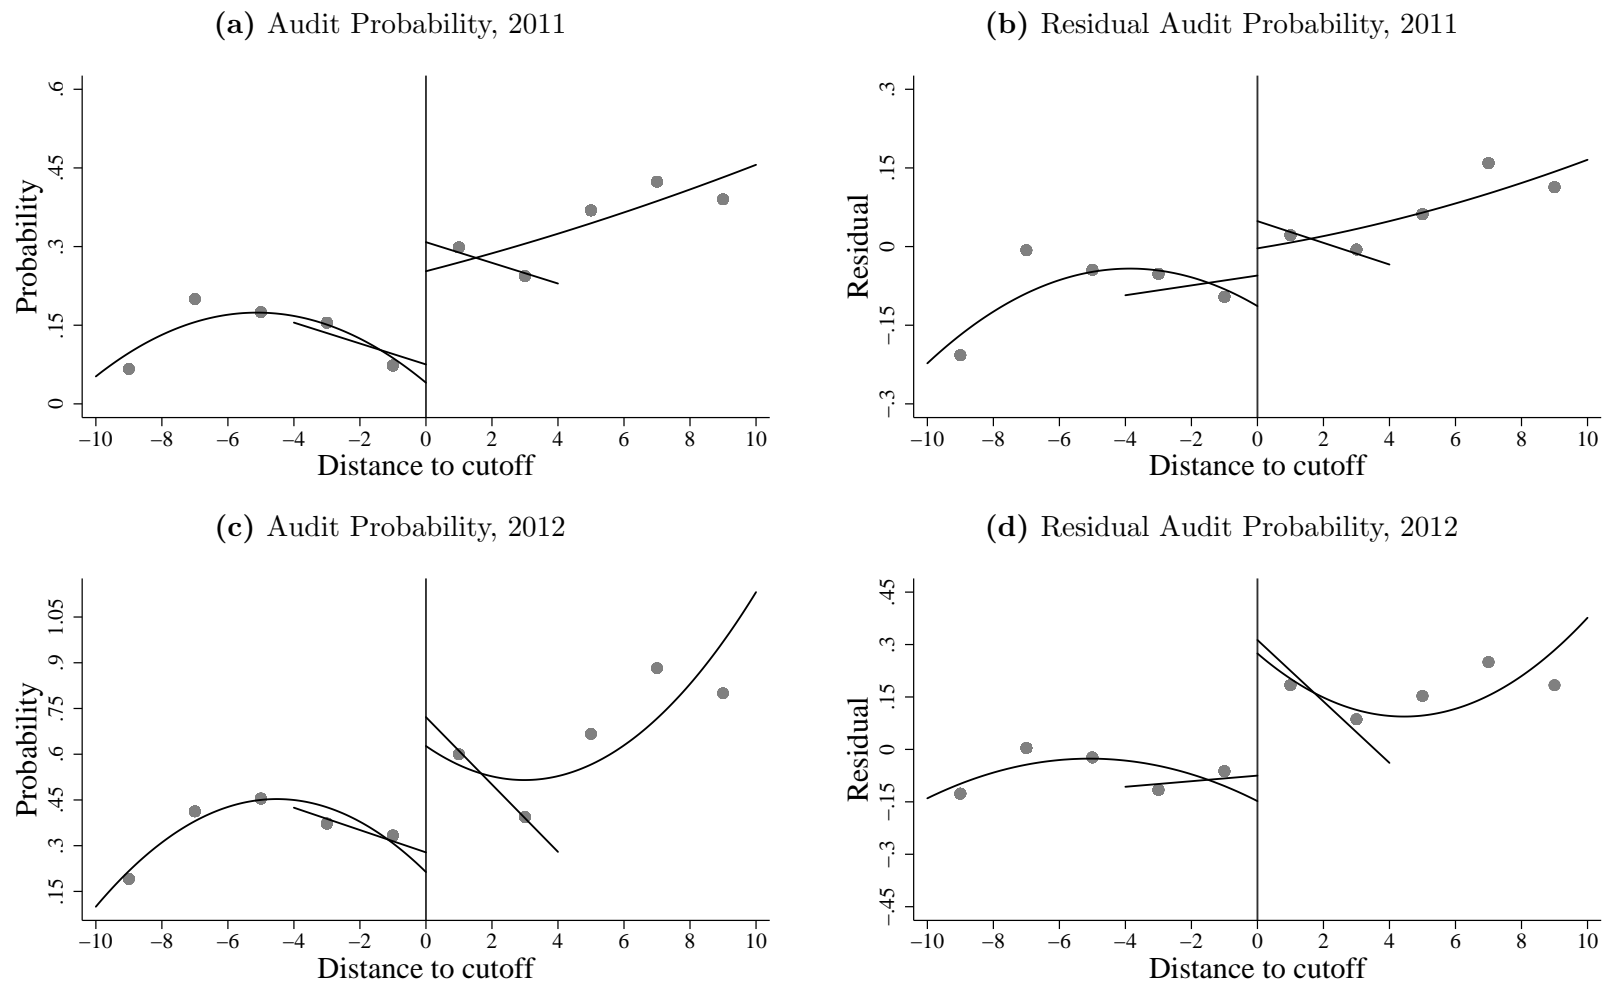 (a) Audit Probability, 2011
(b) Residual Audit Probability, 2011
Probability
0 .15 .3 .45 .6
−10 −8 −6 −4 −2 0 2 4 6 8 10
Distance to cutoff
Residual
−.3 −.15 0 .15 .3
−10 −8 −6 −4 −2 0 2 4 6 8 10
Distance to cutoff
(c) Audit Probability, 2012
(d) Residual Audit Probability, 2012
Probability
.15 .3 .45 .6 .75 .9 1.05
−10 −8 −6 −4 −2 0 2 4 6 8 10
Distance to cutoff
Residual
−.45 −.3 −.15 0 .15 .3 .45
−10 −8 −6 −4 −2 0 2 4 6 8 10
Distance to cutoff